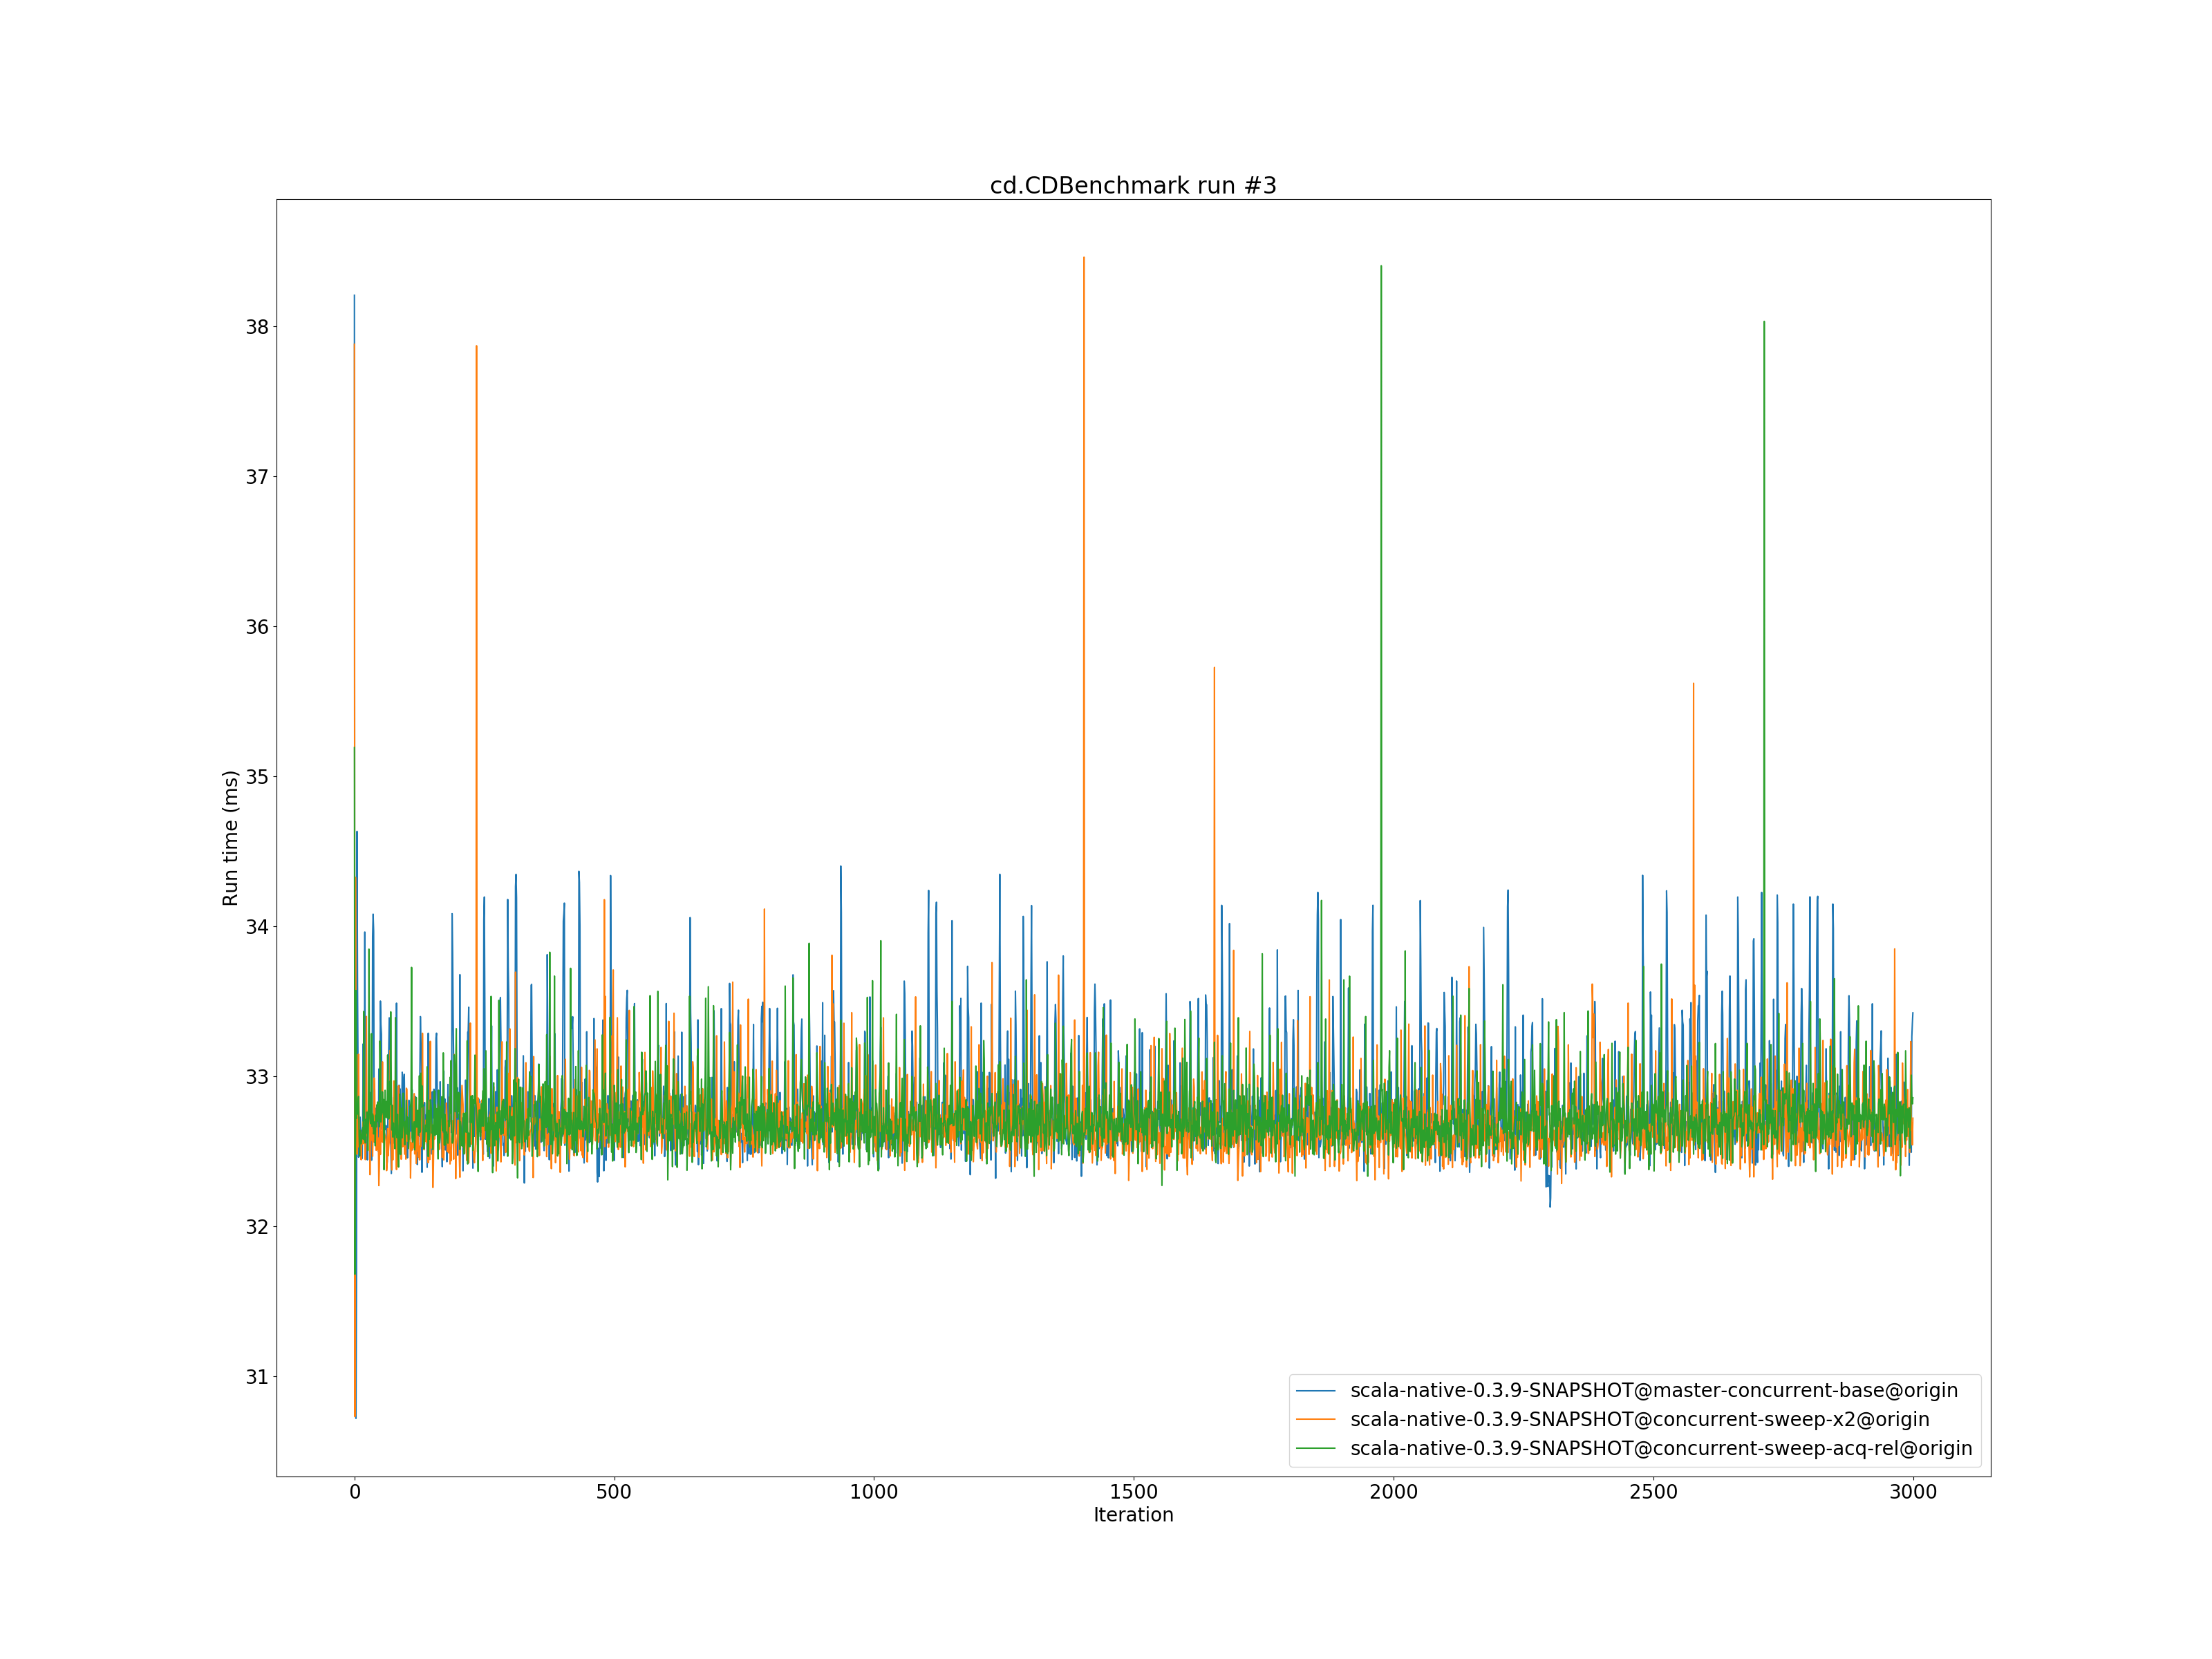 cd.CDBenchmark run #3
Run time (ms)
38
37
36
35
34
33
32
31
0 500 1000 1500 2000 2500 3000
Iteration
scala-native-0.3.9-SNAPSHOT@master-concurrent-base@origin
scala-native-0.3.9-SNAPSHOT@concurrent-sweep-x2@origin
scala-native-0.3.9-SNAPSHOT@concurrent-sweep-acq-rel@origin